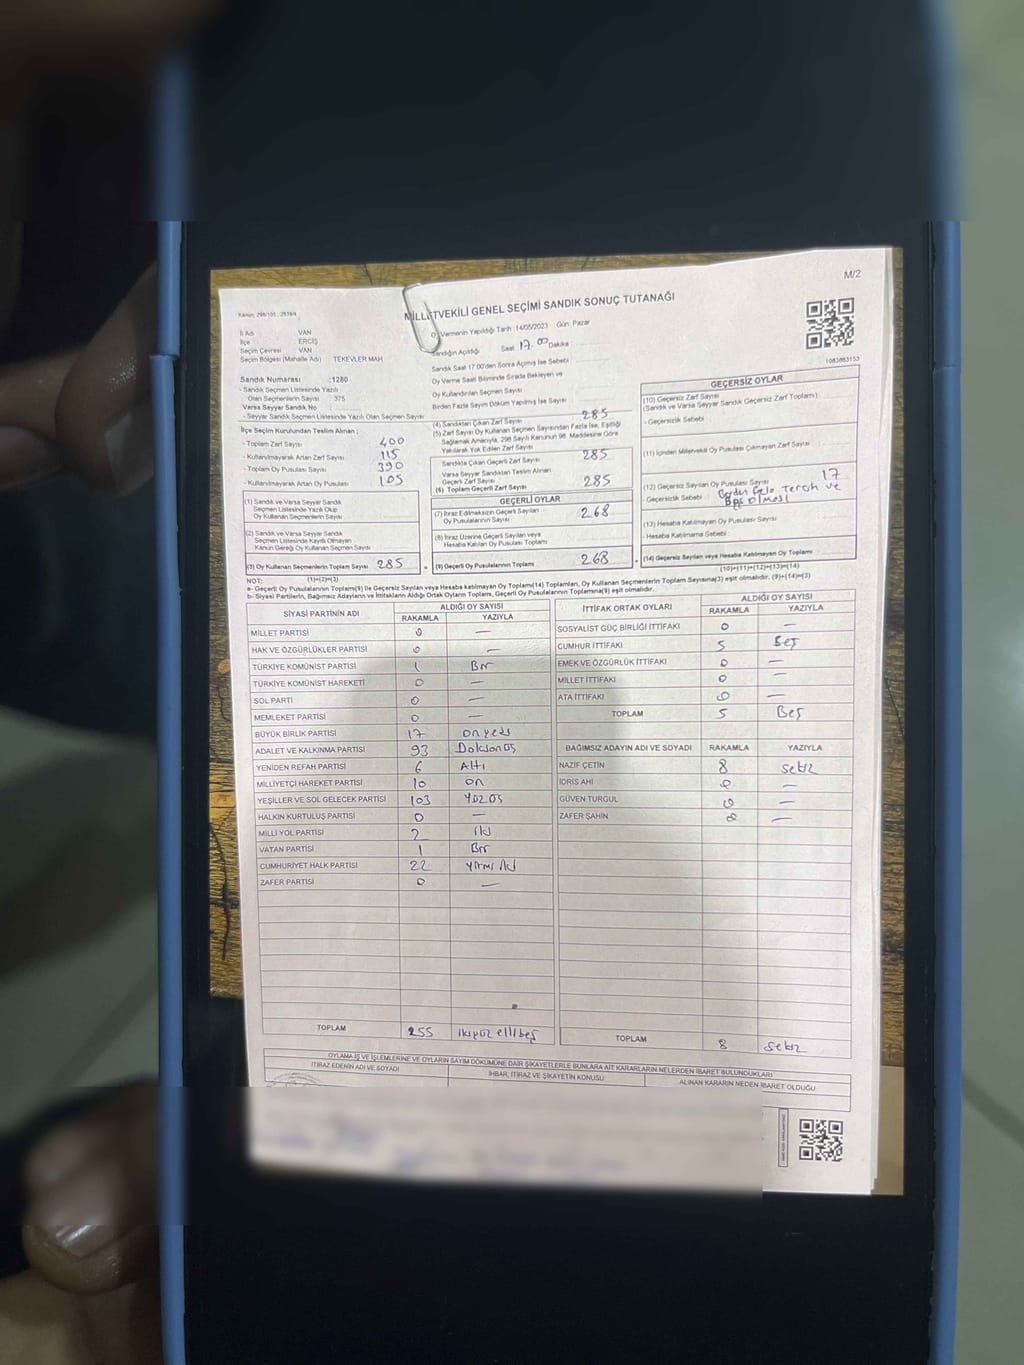 M/2
Kanun: 298/105, 2839/4
MİLLETVEKİLİ GENEL SEÇİMİ SANDIK SONUÇ TUTANAĞI
Oy Vermenin Yapıldığı Tarih: 14/05/2023 Gün: Pazar
İl Adı VAN
İlçe ERCİŞ
Seçim Çevresi VAN
Seçim Bölgesi (Mahalle Adı) : TEKEVLER MAH
Sandığın Açıldığı Saat 17.00 Dakika
Sandık Saat 17.00'den Sonra Açılmış İse Sebebi
Oy Verme Saati Bitiminde Sırada Bekleyen ve
Oy Kullandırılan Seçmen Sayısı
Birden Fazla Sayım Döküm Yapılmış İse Sayısı
1083883153
Sandık Numarası :1280
- Sandık Seçmen Listesinde Yazılı
Olan Seçmenlerin Sayısı : 375
Varsa Seyyar Sandık No
- Seyyar Sandık Seçmen Listesinde Yazılı Olan Seçmen Sayısı
İlçe Seçim Kurulundan Teslim Alınan ;
- Toplam Zarf Sayısı 400
- Kullanılmayarak Artan Zarf Sayısı 115
- Toplam Oy Pusulası Sayısı 390
- Kullanılmayarak Artan Oy Pusulası 105
(1) Sandık ve Varsa Seyyar Sandık
Seçmen Listesinde Yazılı Olup
Oy Kullanan Seçmenlerin Sayısı
(2) Sandık ve Varsa Seyyar Sandık
Seçmen Listesinde Kayıtlı Olmayan
Kanun Gereği Oy Kullanan Seçmen Sayısı
(3) Oy Kullanan Seçmenlerin Toplam Sayısı 285
(1)+(2)=(3)
(4) Sandıktan Çıkan Zarf Sayısı 285
(5) Zarf Sayısı Oy Kullanan Seçmen Sayısından Fazla İse, Eşitliği
Sağlamak Amacıyla, 298 Sayılı Kanunun 98. Maddesine Göre
Yakılarak Yok Edilen Zarf Sayısı
Sandıkta Çıkan Geçerli Zarf Sayısı 285
Varsa Seyyar Sandıktan Teslim Alınan
Geçerli Zarf Sayısı
(6) Toplam Geçerli Zarf Sayısı 285
GEÇERLİ OYLAR
(7) İtiraz Edilmeksizin Geçerli Sayılan
Oy Pusulalarının Sayısı 268
(8) İtiraz Üzerine Geçerli Sayılan veya
Hesaba Katılan Oy Pusulası Toplamı
(9) Geçerli Oy Pusulalarının Toplamı 268
GEÇERSİZ OYLAR
(10) Geçersiz Zarf Sayısı
(Sandık ve Varsa Seyyar Sandık Geçersiz Zarf Toplamı)
- Geçersizlik Sebebi
(11) İçinden Milletvekili Oy Pusulası Çıkmayan Zarf Sayısı
(12) Geçersiz Sayılan Oy Pusulası Sayısı 17
- Geçersizlik Sebebi Birden fazla Tercih ve
Boş olması
(13) Hesaba Katılmayan Oy Pusulası Sayısı
- Hesaba Katılmama Sebebi
(14) Geçersiz Sayılan veya Hesaba Katılmayan Oy Toplamı
(10)+(11)+(12)+(13)=(14)
NOT:
a- Geçerli Oy Pusulalarının Toplamı(9) ile Geçersiz Sayılan veya Hesaba katılmayan Oy Toplamı(14) Toplamları, Oy Kullanan Seçmenlerin Toplam Sayısına(3) eşit olmalıdır. (9)+(14)=(3)
b- Siyasi Partilerin, Bağımsız Adayların ve İttifakların Aldığı Ortak Oyların Toplamı, Geçerli Oy Pusulalarının Toplamına(9) eşit olmalıdır.
SİYASİ PARTİNİN ADI ALDIĞI OY SAYISI
RAKAMLA YAZIYLA
MİLLET PARTİSİ 0 —
HAK VE ÖZGÜRLÜKLER PARTİSİ 0 —
TÜRKİYE KOMÜNİST PARTİSİ 1 Bir
TÜRKİYE KOMÜNİST HAREKETİ 0 —
SOL PARTİ 0 —
MEMLEKET PARTİSİ 0 —
BÜYÜK BİRLİK PARTİSİ 17 on yedi
ADALET VE KALKINMA PARTİSİ 93
YENİDEN REFAH PARTİSİ 6 Altı
MİLLİYETÇİ HAREKET PARTİSİ 10 on
YEŞİLLER VE SOL GELECEK PARTİSİ 103 yüzüç
HALKIN KURTULUŞ PARTİSİ 0 —
MİLLİ YOL PARTİSİ 2 iki
VATAN PARTİSİ 1 Bir
CUMHURİYET HALK PARTİSİ 22 yirmi iki
ZAFER PARTİSİ 0 —
TOPLAM 255 ikiyüz ellibeş
İTTİFAK ORTAK OYLARI ALDIĞI OY SAYISI
RAKAMLA YAZIYLA
SOSYALİST GÜÇ BİRLİĞİ İTTİFAKI 0 —
CUMHUR İTTİFAKI 5 Beş
EMEK VE ÖZGÜRLÜK İTTİFAKI 0 —
MİLLET İTTİFAKI 0 —
ATA İTTİFAKI 0 —
TOPLAM 5 Beş
BAĞIMSIZ ADAYIN ADI VE SOYADI RAKAMLA YAZIYLA
NAZİF ÇETİN 8 sekiz
İDRİS AHİ 0 —
GÜVEN TURGUL 0 —
ZAFER ŞAHİN 0 —
TOPLAM 8 sekiz
OYLAMA İŞ VE İŞLEMLERİNE VE OYLARIN SAYIM DÖKÜMÜNE DAİR ŞİKAYETLERLE BUNLARA AİT KARARLARIN NELERDEN İBARET BULUNDUKLARI
İTİRAZ EDENİN ADI VE SOYADI İHBAR, İTİRAZ VE ŞİKAYETİN KONUSU ALINAN KARARIN NEDEN İBARET OLDUĞU